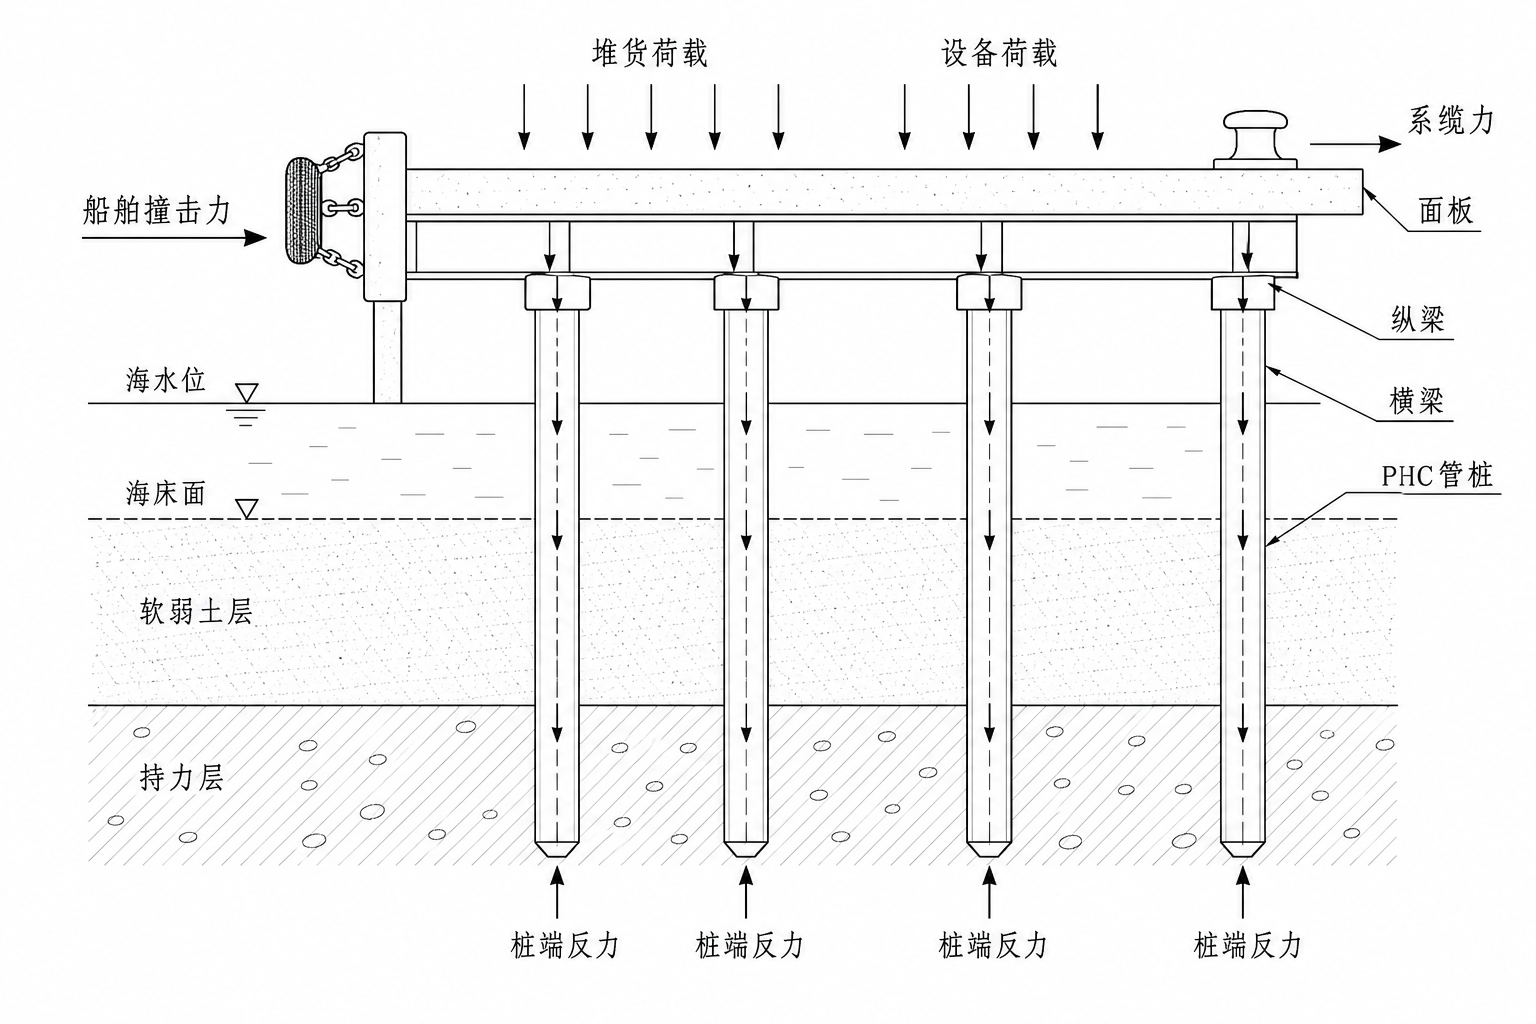 堆货荷载
设备荷载
系缆力
船舶撞击力
面板
纵梁
海水位
横梁
PHC管桩
海床面
软弱土层
持力层
桩端反力
桩端反力
桩端反力
桩端反力